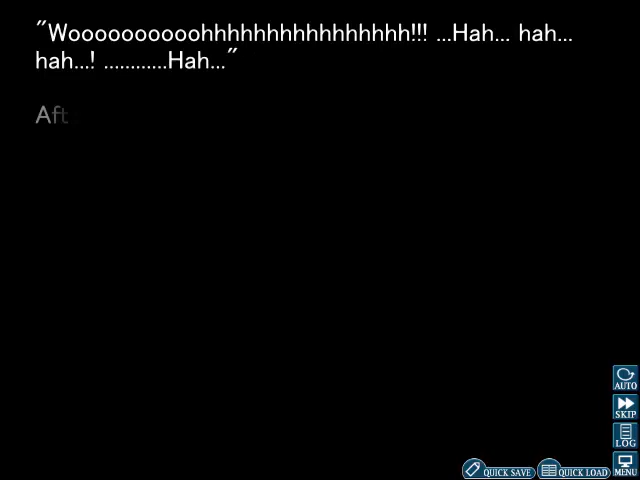 "Woooooooooohhhhhhhhhhhhhhhh!!! ...Hah... hah...
hah...! ............Hah..."
Aft
AUTO
SKIP
LOG
MENU
QUICK SAVE
QUICK LOAD